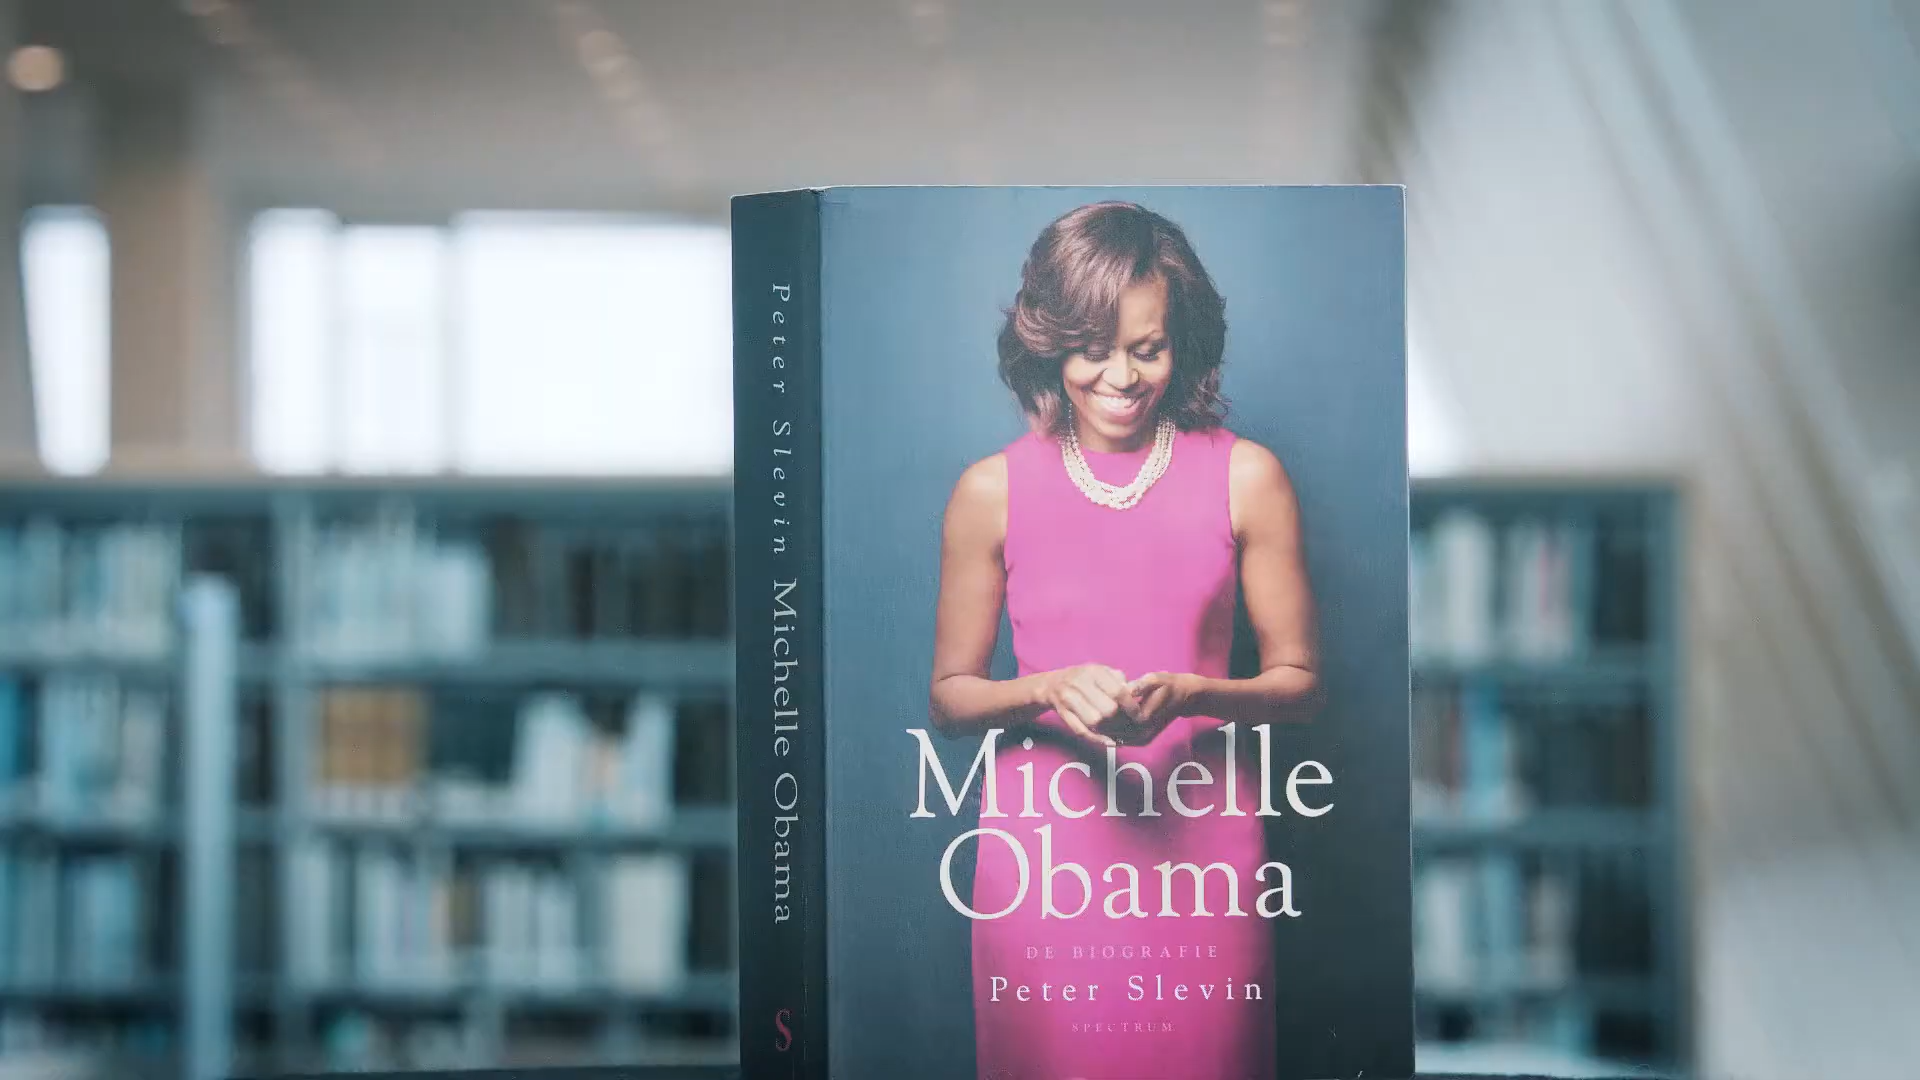 Peter Slevin Michelle Obama
S
Michelle
Obama
DE BIOGRAFIE
Peter Slevin
SPECTRUM